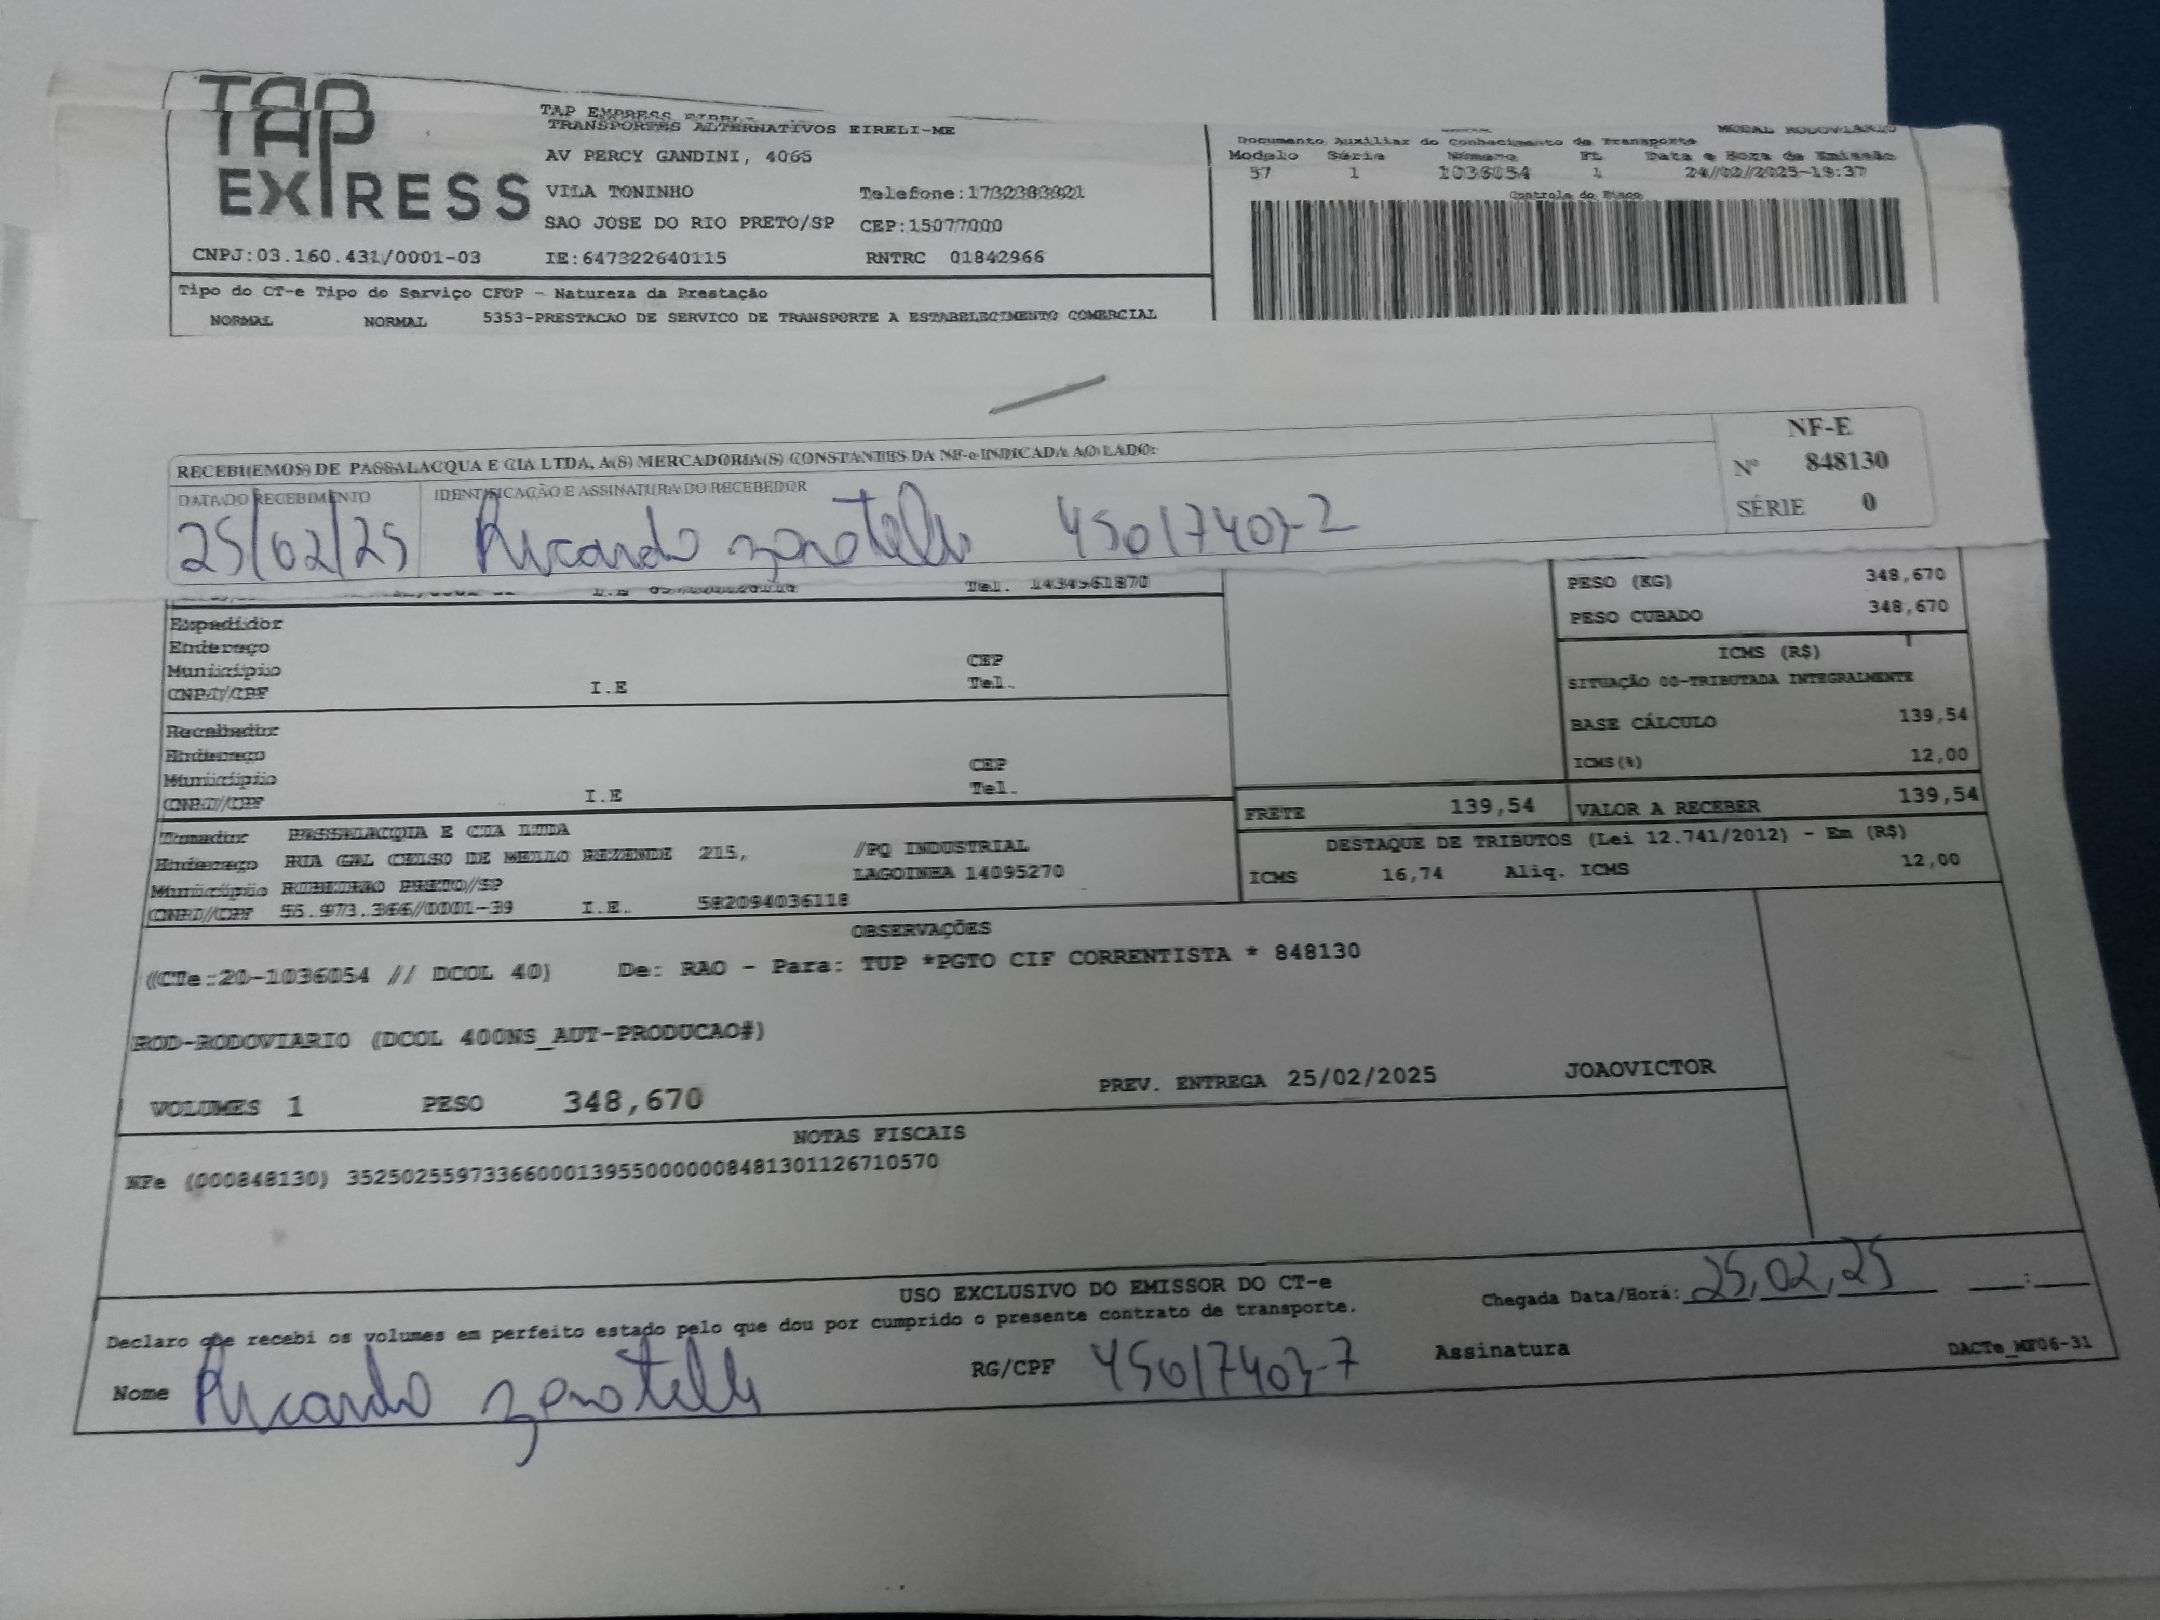 TAP
TAP EXPRESS
TAP EXPRESS EIRELI-
TRANSPORTES ALTERNATIVOS EIRELI-ME
AV PERCY GANDINI, 4065
VILA TONINHO Telefone:1732383821
SAO JOSE DO RIO PRETO/SP CEP:15077000
CNPJ:03.160.431/0001-03 IE:647322640115 RNTRC 01842966
MODAL RODOVIARIO
Documento Auxiliar do Conhecimento de Transporte
Modelo Série Número FL Data e Hora de Emissão
57 1 1036054 1 24/02/2025-19:37
Controle do Fisco
Tipo do CT-e Tipo do Serviço CFOP - Natureza da Prestação
NORMAL NORMAL 5353-PRESTACAO DE SERVICO DE TRANSPORTE A ESTABELECIMENTO COMERCIAL
RECEBI(EMOS) DE PASSALACQUA E CIA LTDA, A(S) MERCADORIA(S) CONSTANTES DA NF-e INDICADA AO LADO:
NF-E
Nº 848130
SÉRIE 0
DATA DO RECEBIMENTO IDENTIFICAÇÃO E ASSINATURA DO RECEBEDOR
25/02/25 Ricardo Zanotelli
I.E Tel. 1434961870
PESO (KG) 348,670
PESO CUBADO 348,670
Expedidor
Endereço
Município CEP
CNPJ/CPF I.E Tel.
ICMS (R$)
SITUAÇÃO 00-TRIBUTADA INTEGRALMENTE
BASE CÁLCULO 139,54
ICMS(%) 12,00
Recebedor
Endereço
Município CEP
CNPJ/CPF I.E Tel.
FRETE 139,54 VALOR A RECEBER 139,54
DESTAQUE DE TRIBUTOS (Lei 12.741/2012) - Em (R$)
ICMS 16,74 Aliq. ICMS 12,00
Tomador PASSALACQUA E CIA LTDA
Endereço RUA GAL CELSO DE MELLO REZENDE 215, /PQ INDUSTRIAL
Município RIBEIRAO PRETO/SP LAGOINHA 14095270
CNPJ/CPF 55.973.366/0001-39 I.E. 582094036118
OBSERVAÇÕES
(CTe:20-1036054 // DCOL 40) De: RAO - Para: TUP *PGTO CIF CORRENTISTA * 848130
ROD-RODOVIARIO (DCOL 400NS_AUT-PRODUCAO#)
VOLUMES 1 PESO 348,670 PREV. ENTREGA 25/02/2025 JOAOVICTOR
NOTAS FISCAIS
NFe (000848130) 35250255973366000139550000008481301126710570
USO EXCLUSIVO DO EMISSOR DO CT-e
Declaro que recebi os volumes em perfeito estado pelo que dou por cumprido o presente contrato de transporte.
Chegada Data/Hora: 25,02,25 __:__
Nome Ricardo Zanotelli RG/CPF Assinatura
DACTe_MF06-31